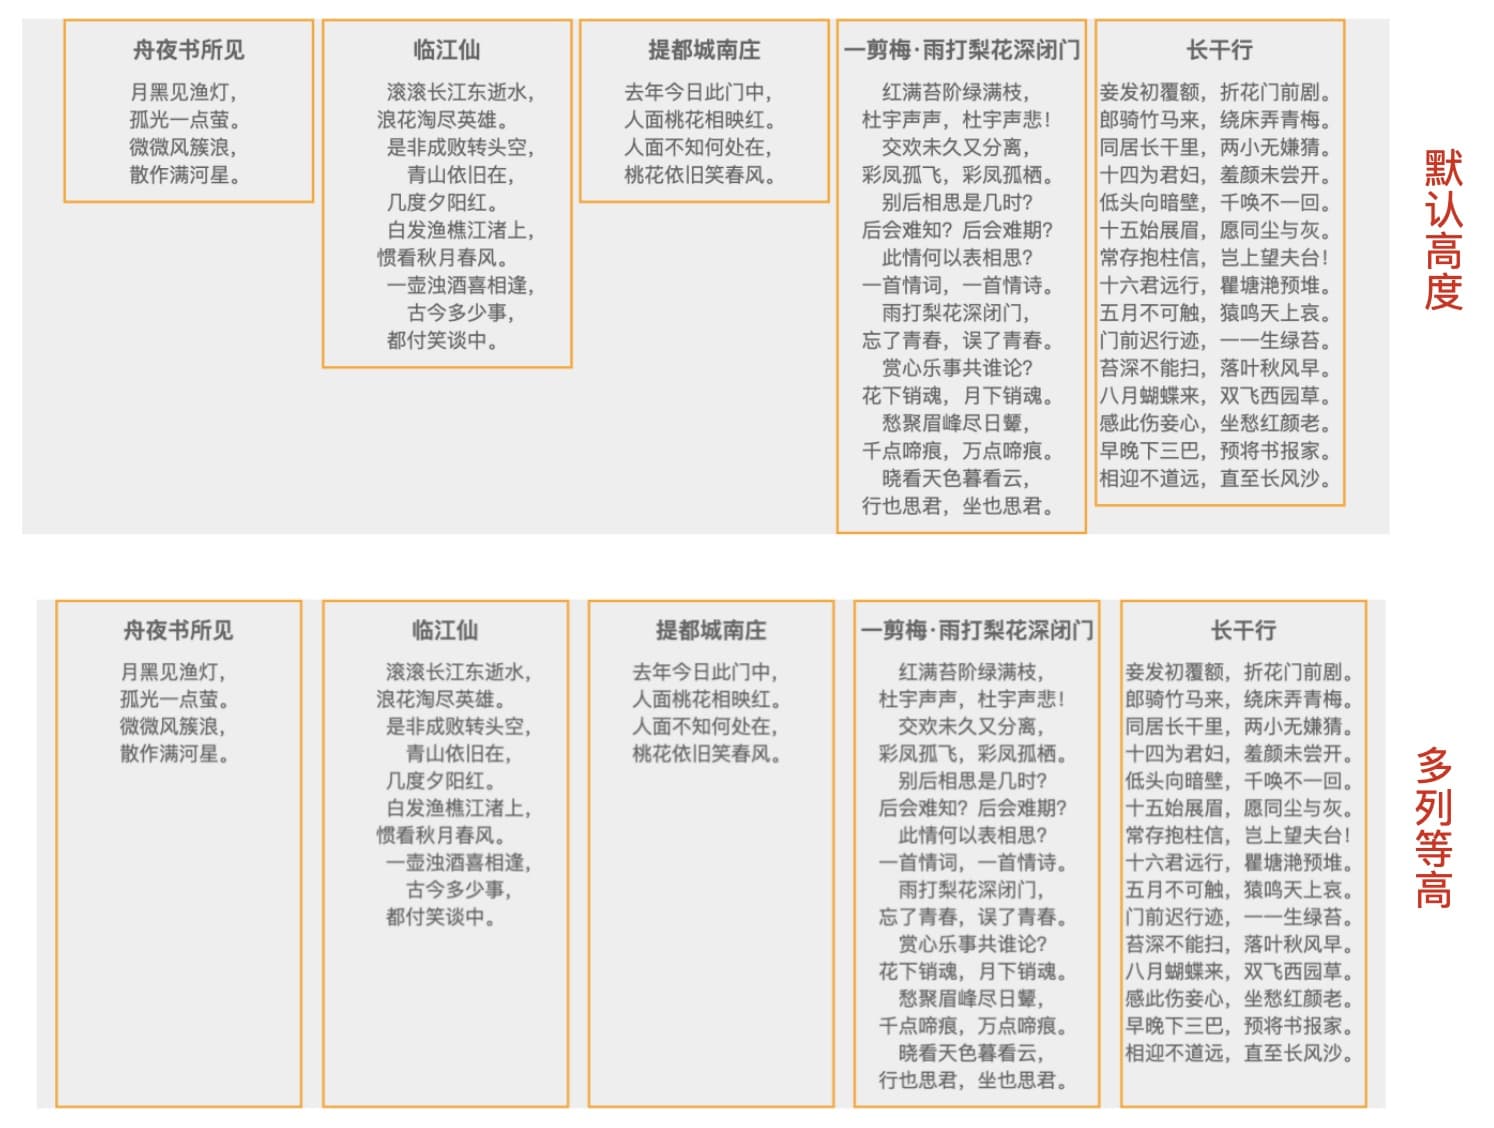 舟夜书所见
月黑见渔灯，
孤光一点萤。
微微风簇浪，
散作满河星。
临江仙
滚滚长江东逝水，
浪花淘尽英雄。
是非成败转头空，
青山依旧在，
几度夕阳红。
白发渔樵江渚上，
惯看秋月春风。
一壶浊酒喜相逢，
古今多少事，
都付笑谈中。
提都城南庄
去年今日此门中，
人面桃花相映红。
人面不知何处在，
桃花依旧笑春风。
一剪梅·雨打梨花深闭门
红满苔阶绿满枝，
杜宇声声，杜宇声悲！
交欢未久又分离，
彩凤孤飞，彩凤孤栖。
别后相思是几时？
后会难知？后会难期？
此情何以表相思？
一首情词，一首情诗。
雨打梨花深闭门，
忘了青春，误了青春。
赏心乐事共谁论？
花下销魂，月下销魂。
愁聚眉峰尽日颦，
千点啼痕，万点啼痕。
晓看天色暮看云，
行也思君，坐也思君。
长干行
妾发初覆额，折花门前剧。
郎骑竹马来，绕床弄青梅。
同居长干里，两小无嫌猜。
十四为君妇，羞颜未尝开。
低头向暗壁，千唤不一回。
十五始展眉，愿同尘与灰。
常存抱柱信，岂上望夫台！
十六君远行，瞿塘滟预堆。
五月不可触，猿鸣天上哀。
门前迟行迹，一一生绿苔。
苔深不能扫，落叶秋风早。
八月蝴蝶来，双飞西园草。
感此伤妾心，坐愁红颜老。
早晚下三巴，预将书报家。
相迎不道远，直至长风沙。
默认高度
舟夜书所见
月黑见渔灯，
孤光一点萤。
微微风簇浪，
散作满河星。
临江仙
滚滚长江东逝水，
浪花淘尽英雄。
是非成败转头空，
青山依旧在，
几度夕阳红。
白发渔樵江渚上，
惯看秋月春风。
一壶浊酒喜相逢，
古今多少事，
都付笑谈中。
提都城南庄
去年今日此门中，
人面桃花相映红。
人面不知何处在，
桃花依旧笑春风。
一剪梅·雨打梨花深闭门
红满苔阶绿满枝，
杜宇声声，杜宇声悲！
交欢未久又分离，
彩凤孤飞，彩凤孤栖。
别后相思是几时？
后会难知？后会难期？
此情何以表相思？
一首情词，一首情诗。
雨打梨花深闭门，
忘了青春，误了青春。
赏心乐事共谁论？
花下销魂，月下销魂。
愁聚眉峰尽日颦，
千点啼痕，万点啼痕。
晓看天色暮看云，
行也思君，坐也思君。
长干行
妾发初覆额，折花门前剧。
郎骑竹马来，绕床弄青梅。
同居长干里，两小无嫌猜。
十四为君妇，羞颜未尝开。
低头向暗壁，千唤不一回。
十五始展眉，愿同尘与灰。
常存抱柱信，岂上望夫台！
十六君远行，瞿塘滟预堆。
五月不可触，猿鸣天上哀。
门前迟行迹，一一生绿苔。
苔深不能扫，落叶秋风早。
八月蝴蝶来，双飞西园草。
感此伤妾心，坐愁红颜老。
早晚下三巴，预将书报家。
相迎不道远，直至长风沙。
多列等高